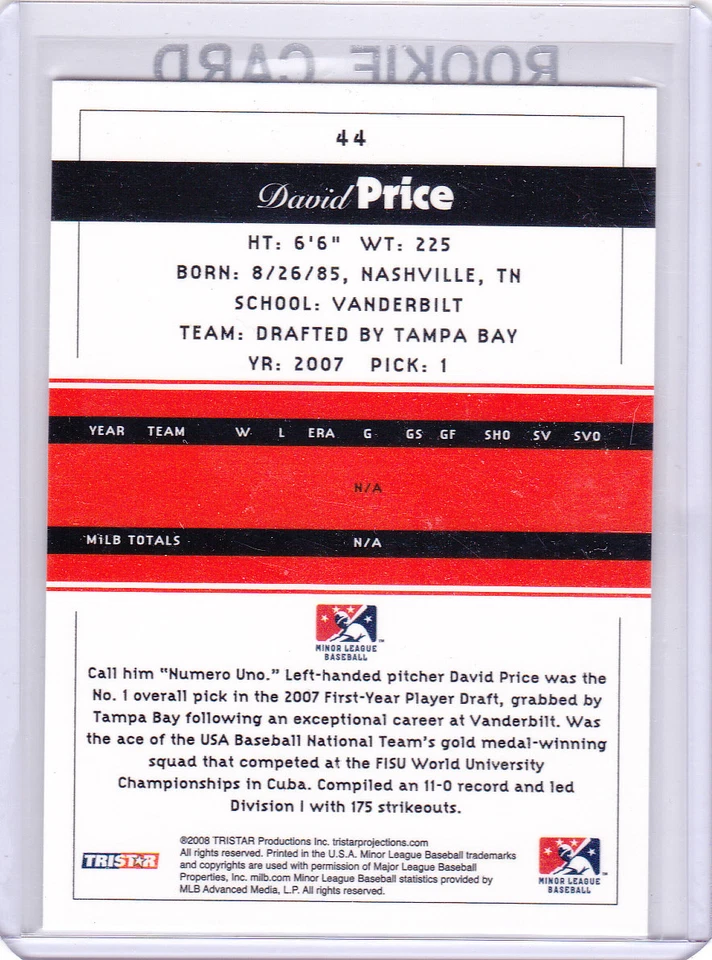 ROOKIE CARD
44
David Price
HT: 6'6" WT: 225
BORN: 8/26/85, NASHVILLE, TN
SCHOOL: VANDERBILT
TEAM: DRAFTED BY TAMPA BAY
YR: 2007 PICK: 1
YEAR TEAM W L ERA G GS GF SHO SV SVO
N/A
MiLB TOTALS N/A
MINOR LEAGUE
BASEBALL
Call him "Numero Uno." Left-handed pitcher David Price was the
No. 1 overall pick in the 2007 First-Year Player Draft, grabbed by
Tampa Bay following an exceptional career at Vanderbilt. Was
the ace of the USA Baseball National Team's gold medal-winning
squad that competed at the FISU World University
Championships in Cuba. Compiled an 11-0 record and led
Division I with 175 strikeouts.
®2008 TRISTAR Productions Inc. tristarprojections.com
All rights reserved. Printed in the U.S.A. Minor League Baseball trademarks
and copyrights are used with permission of Major League Baseball
Properties, Inc. milb.com Minor League Baseball statistics provided by
MLB Advanced Media, L.P. All rights reserved.
TRISTAR
MINOR LEAGUE
BASEBALL